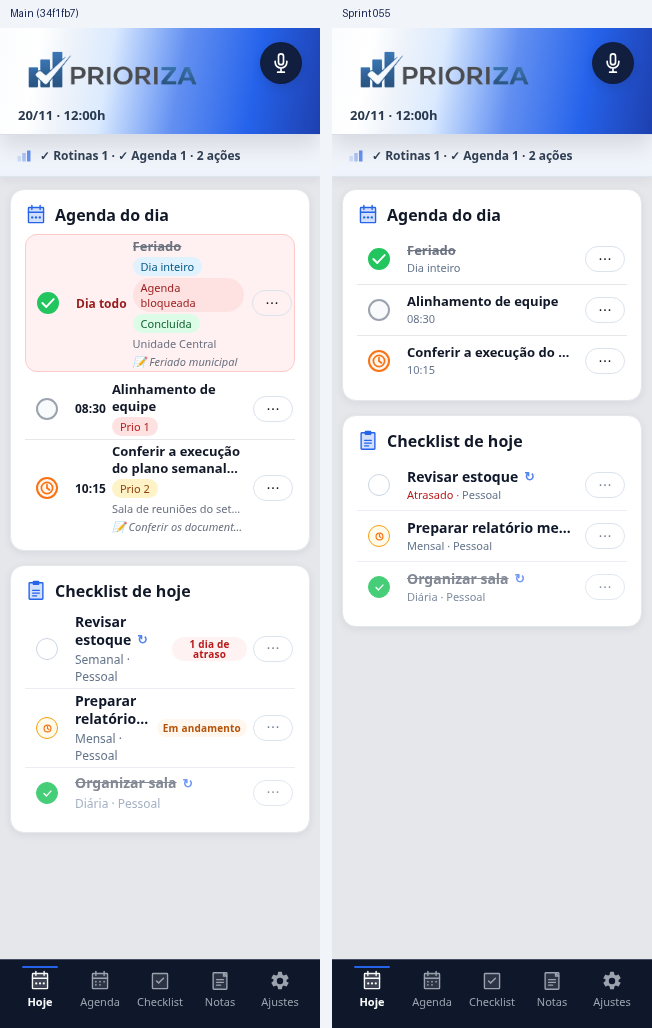 Main (34f1fb7)
PRIORIZA
20/11 · 12:00h
✓ Rotinas 1 · ✓ Agenda 1 · 2 ações
Agenda do dia
Feriado
Dia inteiro
Agenda
bloqueada
Dia todo
Concluída
Unidade Central
📝 Feriado municipal
Alinhamento de
equipe
08:30
Prio 1
Conferir a execução
do plano semanal...
10:15
Prio 2
Sala de reuniões do set...
📝 Conferir os document...
Checklist de hoje
Revisar
estoque ↻
1 dia de
atraso
Semanal ·
Pessoal
Preparar
relatório...
Em andamento
Mensal ·
Pessoal
Organizar sala ↻
Diária · Pessoal
Hoje
Agenda
Checklist
Notas
Ajustes
Sprint055
PRIORIZA
20/11 · 12:00h
✓ Rotinas 1 · ✓ Agenda 1 · 2 ações
Agenda do dia
Feriado
Dia inteiro
Alinhamento de equipe
08:30
Conferir a execução do ...
10:15
Checklist de hoje
Revisar estoque ↻
Atrasado · Pessoal
Preparar relatório me...
Mensal · Pessoal
Organizar sala ↻
Diária · Pessoal
Hoje
Agenda
Checklist
Notas
Ajustes